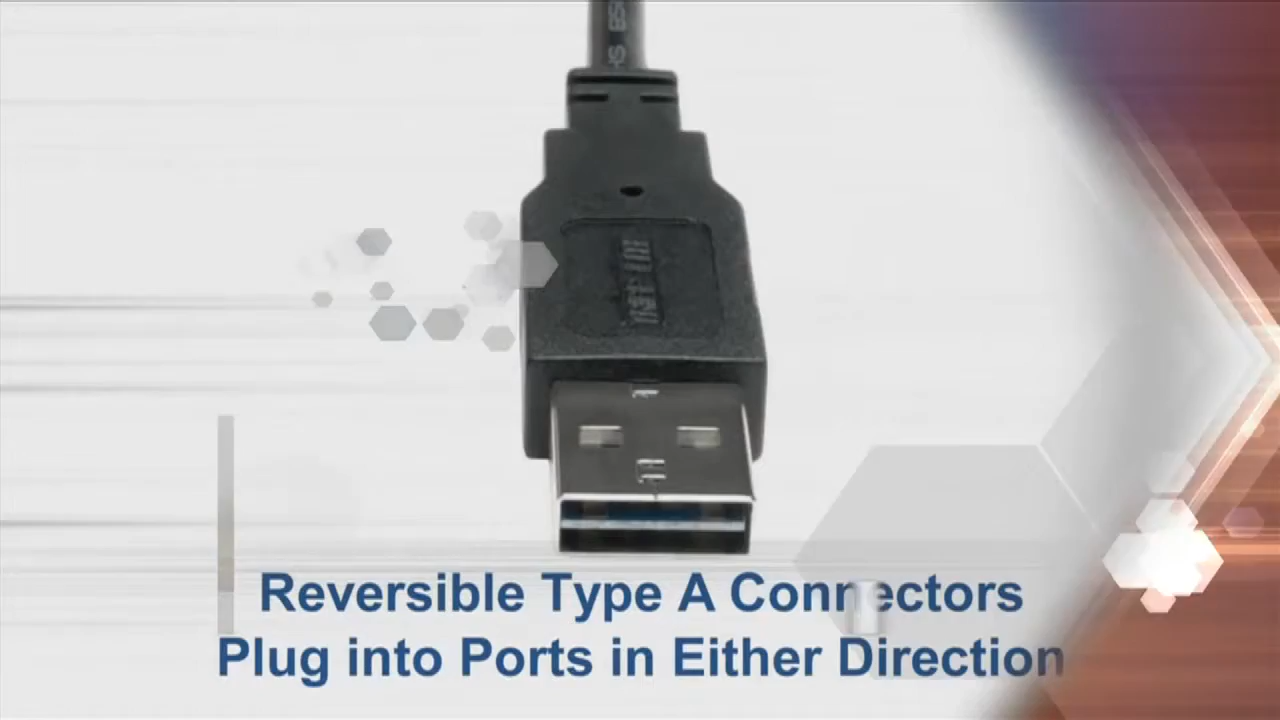 Reversible Type A Connectors
Plug into Ports in Either Direction